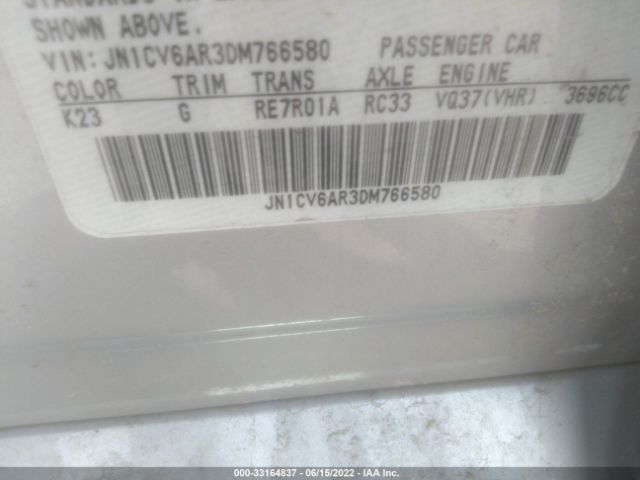 SHOWN ABOVE.
VIN: JN1CV6AR3DM766580 PASSENGER CAR
COLOR TRIM TRANS AXLE ENGINE
K23 G RE7R01A RC33 VQ37(VHR) 3696CC
JN1CV6AR3DM766580
000-33164837 - 06/15/2022 - IAA Inc.